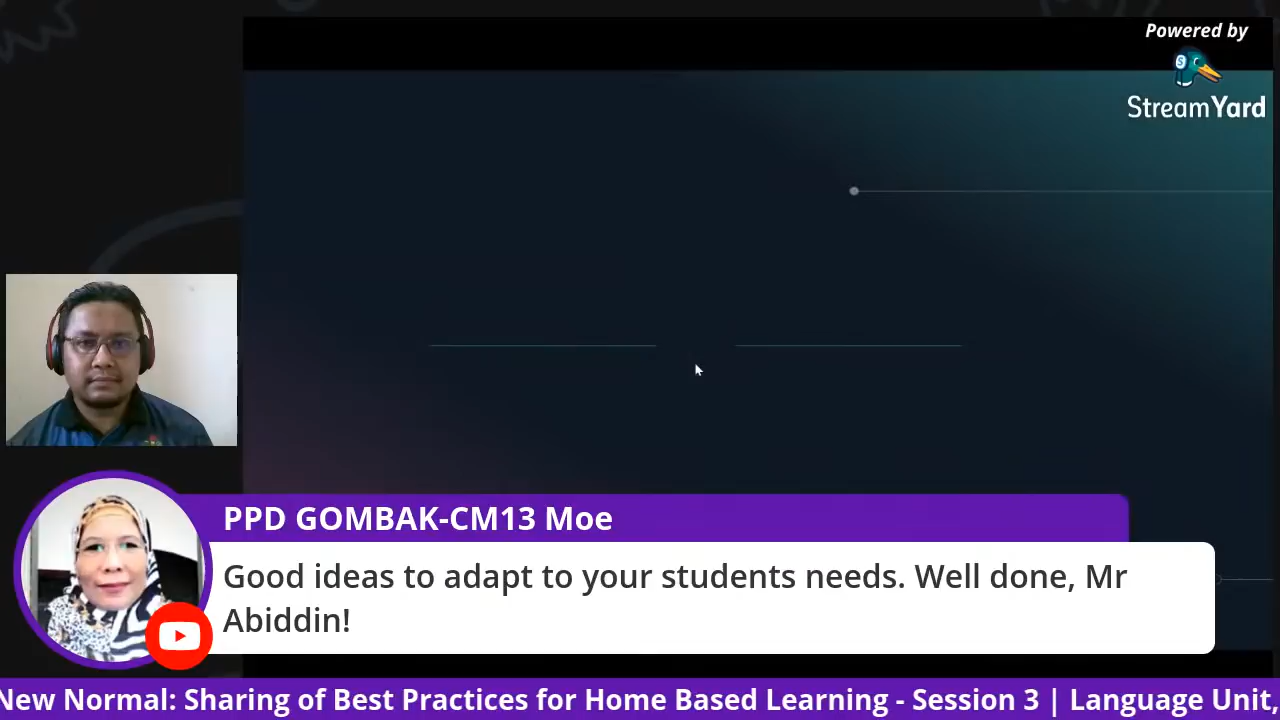 Powered by
StreamYard
PPD GOMBAK-CM13 Moe
Good ideas to adapt to your students needs. Well done, Mr
Abiddin!
New Normal: Sharing of Best Practices for Home Based Learning - Session 3 | Language Unit,